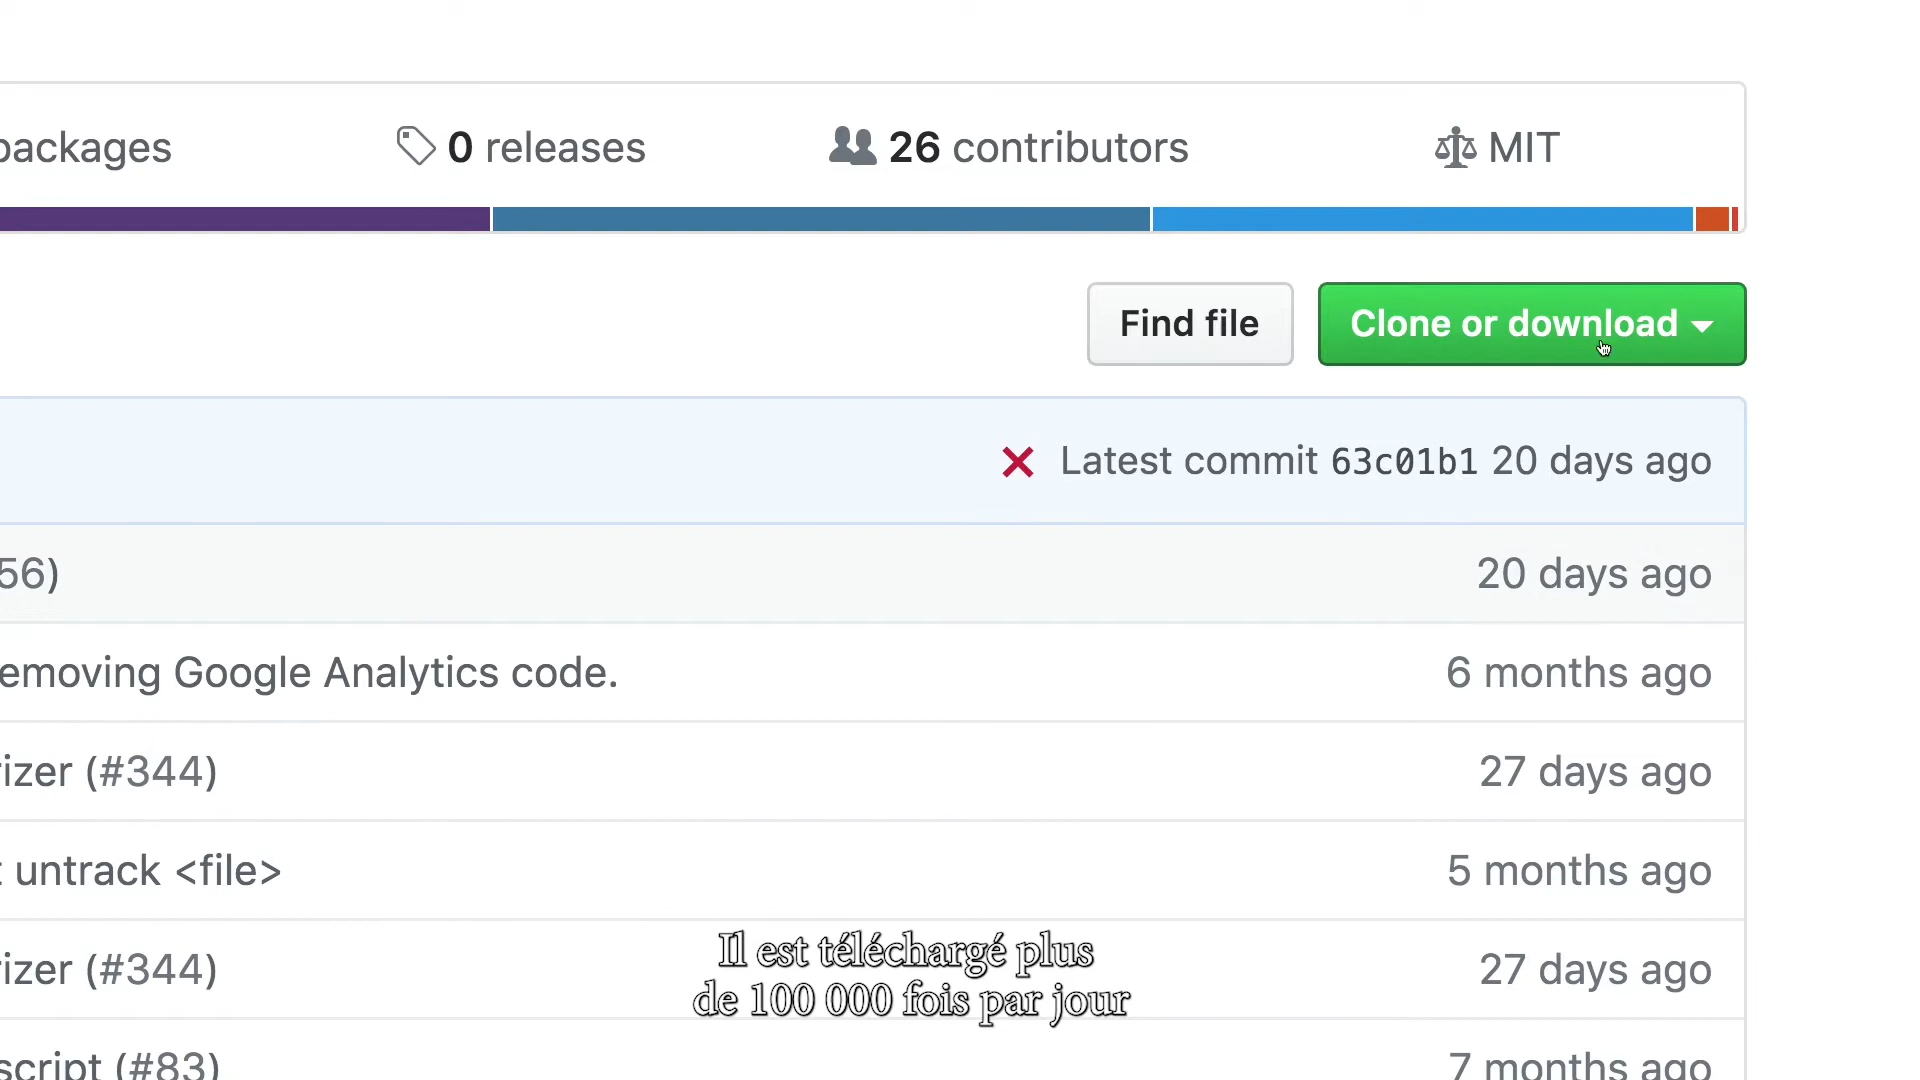 packages
0 releases
26 contributors
MIT
Find file
Clone or download
Latest commit 63c01b1 20 days ago
56)
20 days ago
emoving Google Analytics code.
6 months ago
rizer (#344)
27 days ago
t untrack <file>
5 months ago
rizer (#344)
27 days ago
script (#83)
7 months ago
Il est téléchargé plus
de 100 000 fois par jour